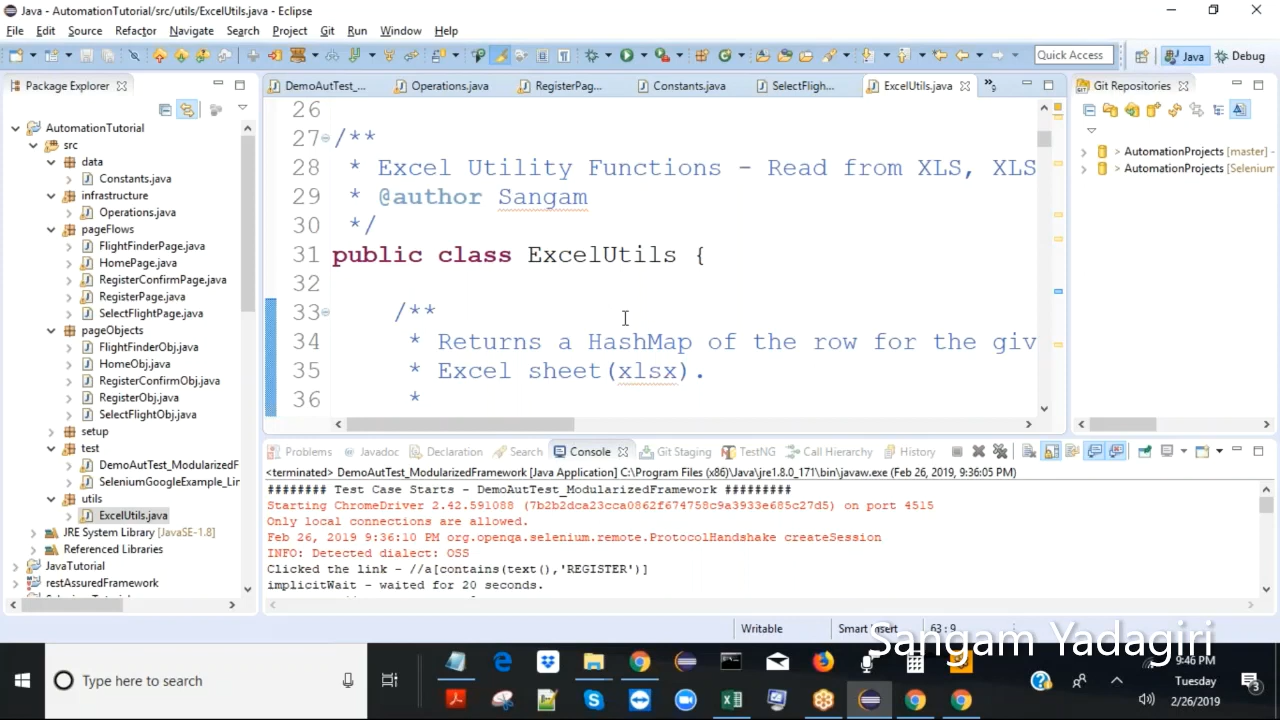 Java - AutomationTutorial/src/utils/ExcelUtils.java - Eclipse
File Edit Source Refactor Navigate Search Project Git Run Window Help
Quick Access Java Debug
Package Explorer
DemoAutTest_... Operations.java RegisterPag... Constants.java SelectFligh... ExcelUtils.java
Git Repositories
AutomationTutorial
src
data
Constants.java
infrastructure
Operations.java
pageFlows
FlightFinderPage.java
HomePage.java
RegisterConfirmPage.java
RegisterPage.java
SelectFlightPage.java
pageObjects
FlightFinderObj.java
HomeObj.java
RegisterConfirmObj.java
RegisterObj.java
SelectFlightObj.java
setup
test
DemoAutTest_ModularizedF
SeleniumGoogleExample_Lir
utils
ExcelUtils.java
JRE System Library [JavaSE-1.8]
Referenced Libraries
JavaTutorial
restAssuredFramework
26
27 /**
28 * Excel Utility Functions - Read from XLS, XLS
29 * @author Sangam
30 */
31 public class ExcelUtils {
32
33 /**
34 * Returns a HashMap of the row for the giv
35 * Excel sheet(xlsx).
36 *
> AutomationProjects [master] -
> AutomationProjects [Selenium
Problems Javadoc Declaration Search Console Git Staging TestNG Call Hierarchy History
<terminated> DemoAutTest_ModularizedFramework [Java Application] C:\Program Files (x86)\Java\jre1.8.0_171\bin\javaw.exe (Feb 26, 2019, 9:36:05 PM)
######## Test Case Starts - DemoAutTest_ModularizedFramework #########
Starting ChromeDriver 2.42.591088 (7b2b2dca23cca0862f674758c9a3933e685c27d5) on port 4515
Only local connections are allowed.
Feb 26, 2019 9:36:10 PM org.openqa.selenium.remote.ProtocolHandshake createSession
INFO: Detected dialect: OSS
Clicked the link - //a[contains(text(),'REGISTER')]
implicitWait - waited for 20 seconds.
Writable Smart Insert 63 : 9
Sangam Yadagiri
Type here to search
9:46 PM
Tuesday
2/26/2019
3